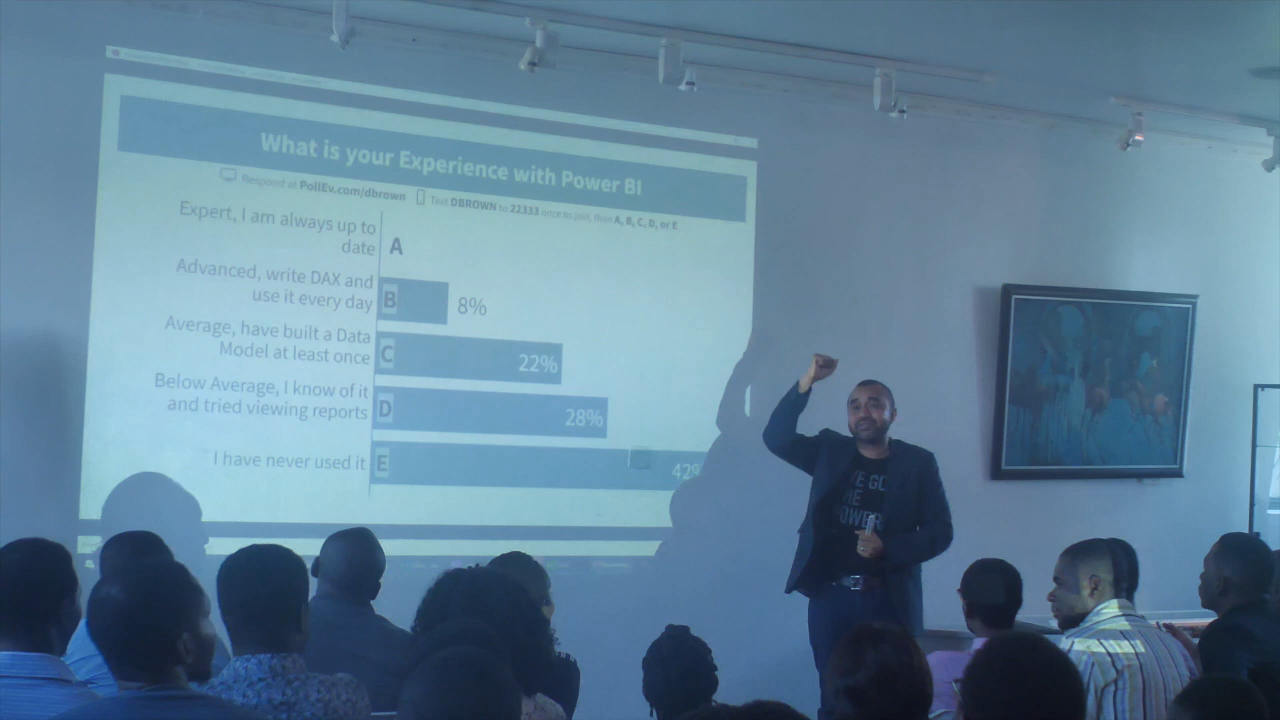 What is your Experience with Power BI
Respond at PollEv.com/dbrown Text DBROWN to 22333 once to join, then A, B, C, D, or E
Expert, I am always up to
date A
Advanced, write DAX and
use it every day B 8%
Average, have built a Data
Model at least once C 22%
Below Average, I know of it
and tried viewing reports D 28%
I have never used it E 42%